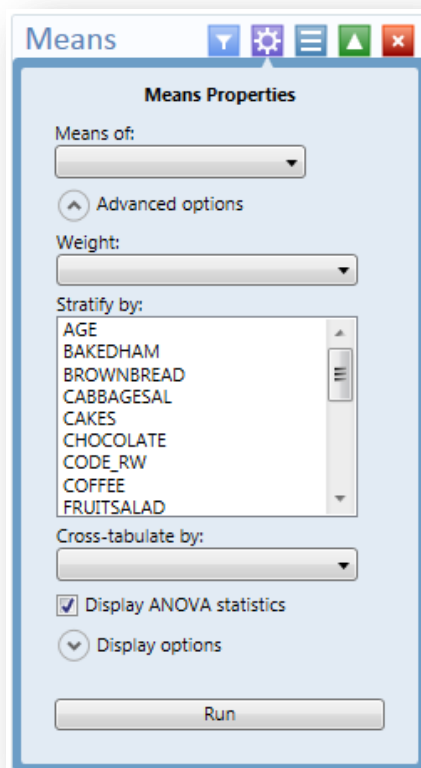 Means
Means Properties
Means of:
Advanced options
Weight:
Stratify by:
AGE
BAKEDHAM
BROWNBREAD
CABBAGESAL
CAKES
CHOCOLATE
CODE_RW
COFFEE
FRUITSALAD
Cross-tabulate by:
Display ANOVA statistics
Display options
Run